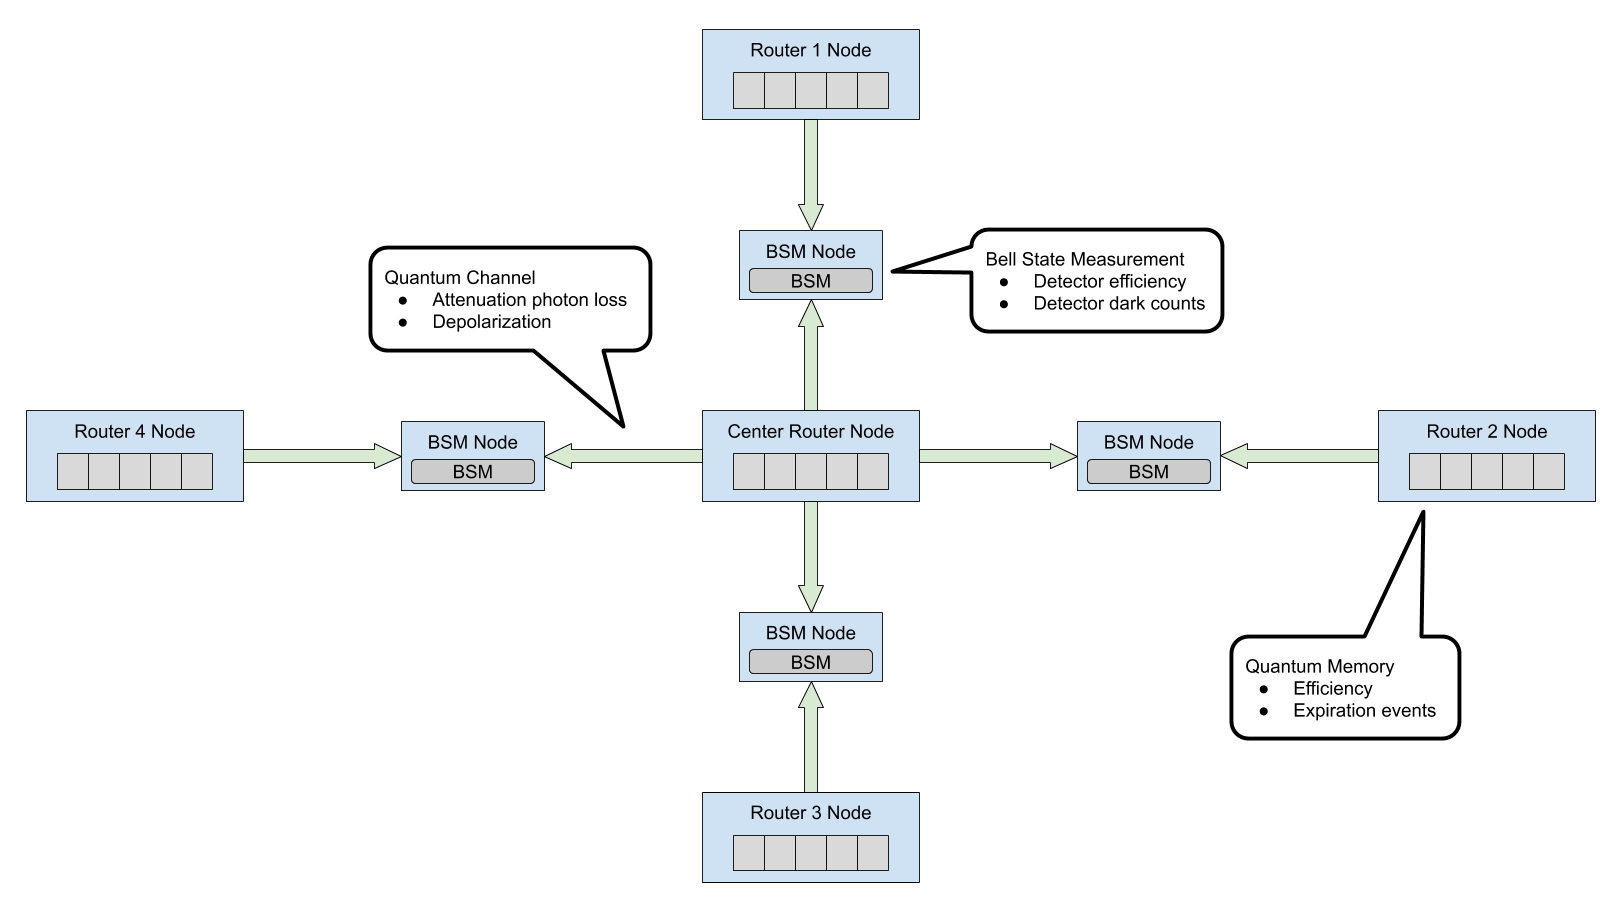 Router 1 Node
BSM Node
BSM
Bell State Measurement
● Detector efficiency
● Detector dark counts
Quantum Channel
● Attenuation photon loss
● Depolarization
Router 4 Node
BSM Node
BSM
Center Router Node
BSM Node
BSM
Router 2 Node
BSM Node
BSM
Quantum Memory
● Efficiency
● Expiration events
Router 3 Node